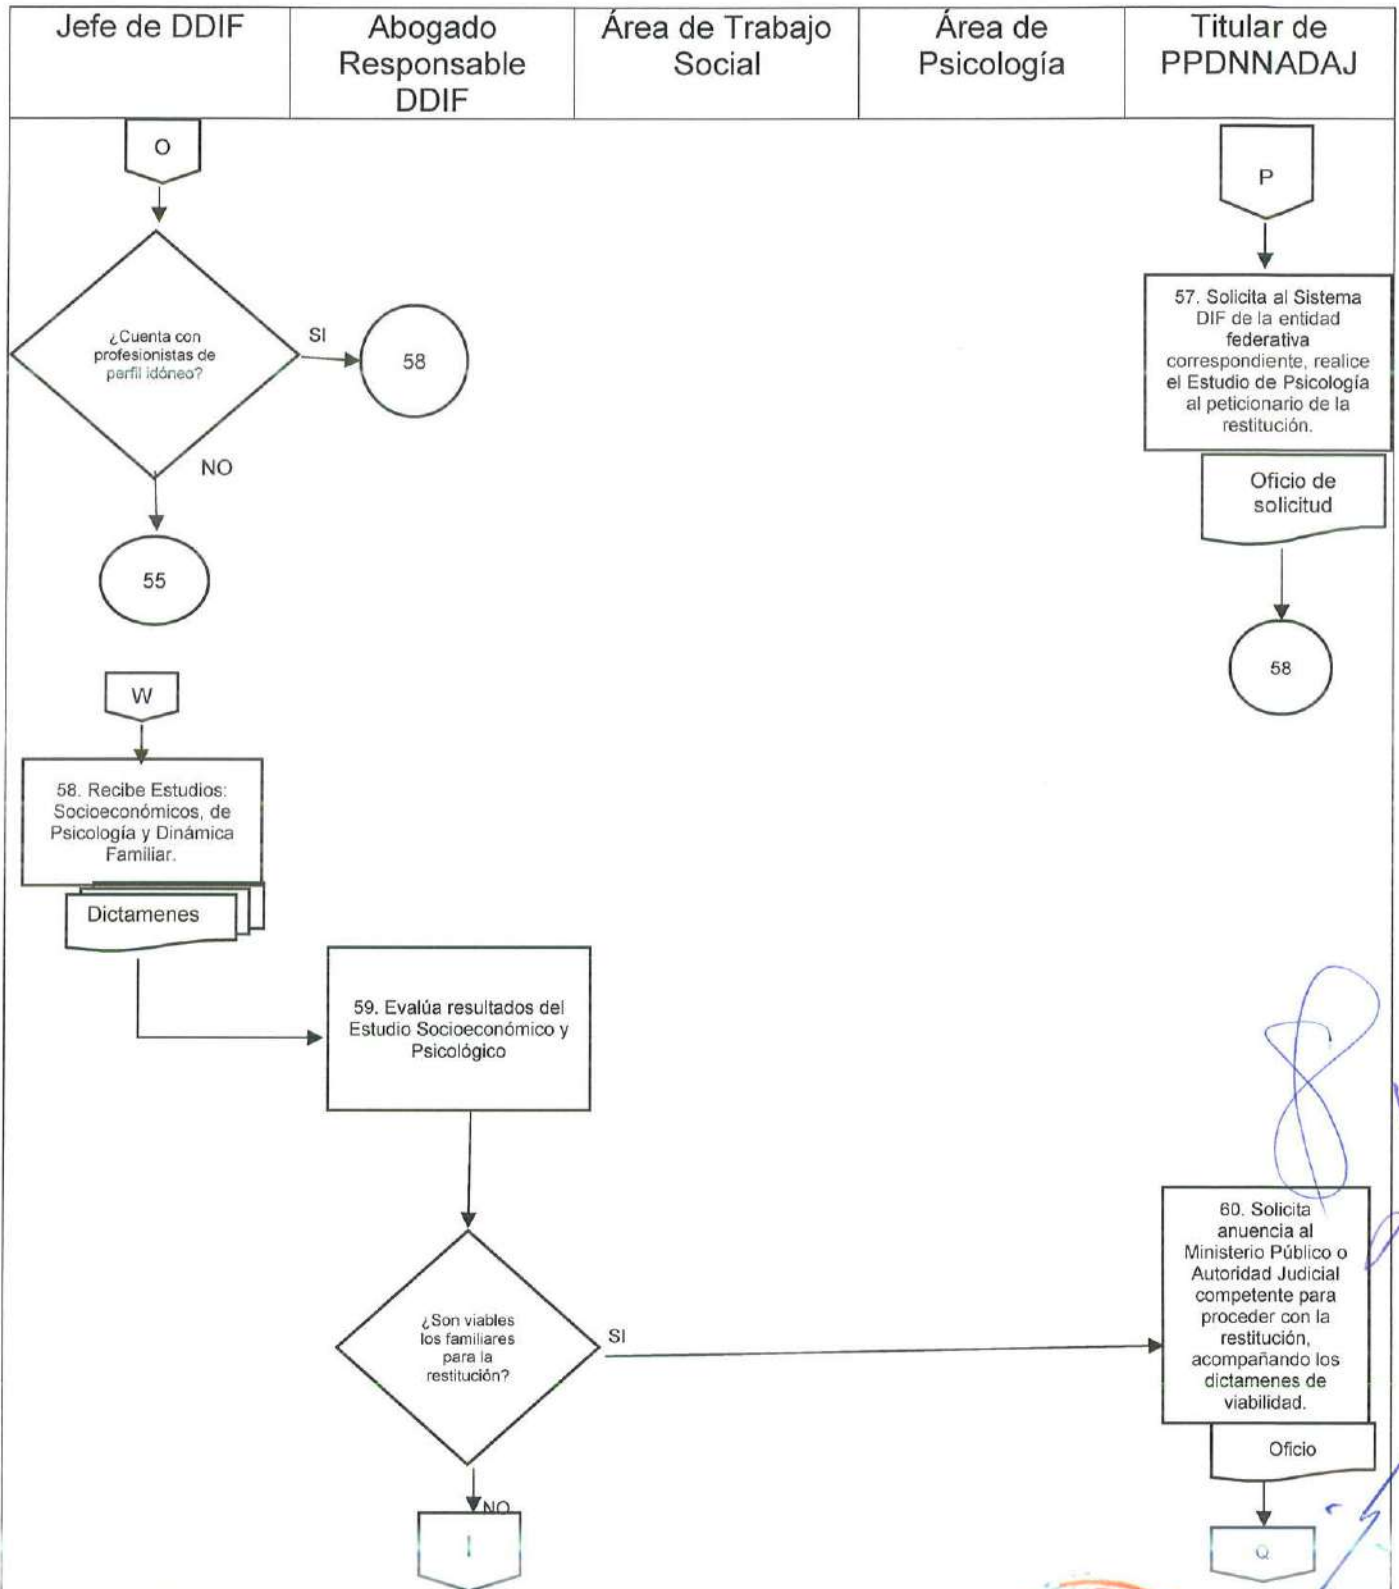 Jefe de DDIF
Abogado
Responsable
DDIF
Área de Trabajo
Social
Área de
Psicología
Titular de
PPDNNADAJ
O
P
¿Cuenta con
profesionistas de
perfil idóneo?
SI
58
NO
55
57. Solicita al Sistema
DIF de la entidad
federativa
correspondiente, realice
el Estudio de Psicología
al peticionario de la
restitución.
Oficio de
solicitud
58
W
58. Recibe Estudios:
Socioeconómicos, de
Psicología y Dinámica
Familiar.
Dictamenes
59. Evalúa resultados del
Estudio Socioeconómico y
Psicológico
¿Son viables
los familiares
para la
restitución?
SI
NO
I
60. Solicita
anuencia al
Ministerio Público o
Autoridad Judicial
competente para
proceder con la
restitución,
acompañando los
dictamenes de
viabilidad.
Oficio
Q